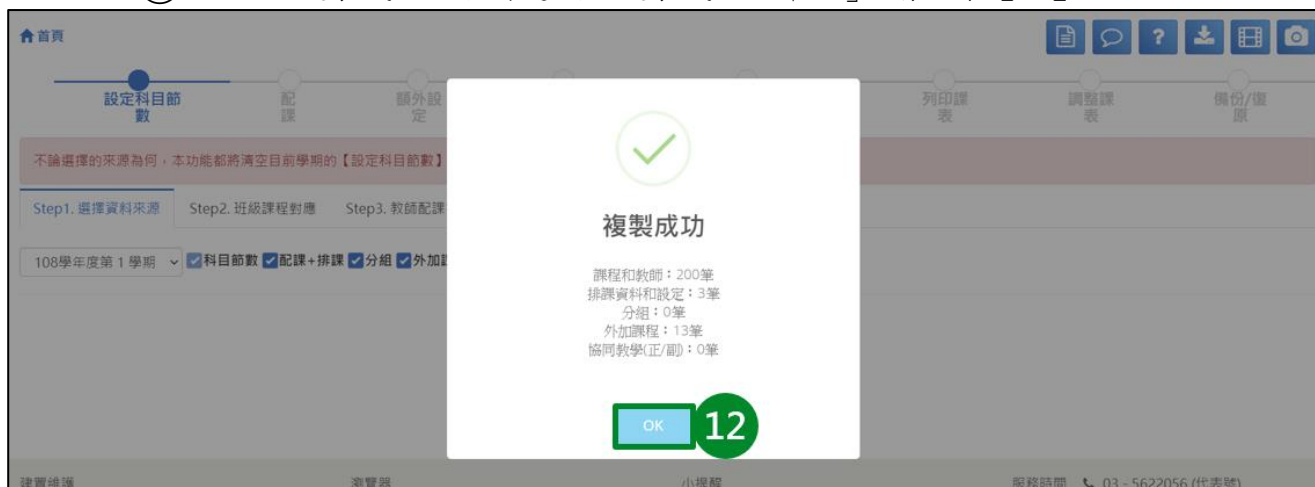 首頁
設定科目節
數
配
課
額外設
定
列印課
表
調整課
表
備份/復
原
不論選擇的來源為何，本功能都將清空目前學期的【設定科目節數】
Step1. 選擇資料來源 Step2. 班級課程對應 Step3. 教師配課
108學年度第 1 學期 科目節數 配課+排課 分組 外加
複製成功
課程和教師：200筆
排課資料和設定：3筆
分組：0筆
外加課程：13筆
協同教學(正/副)：0筆
OK 12
建置維護 瀏覽器 小提醒 服務時間 03 - 5622056 (代表號)